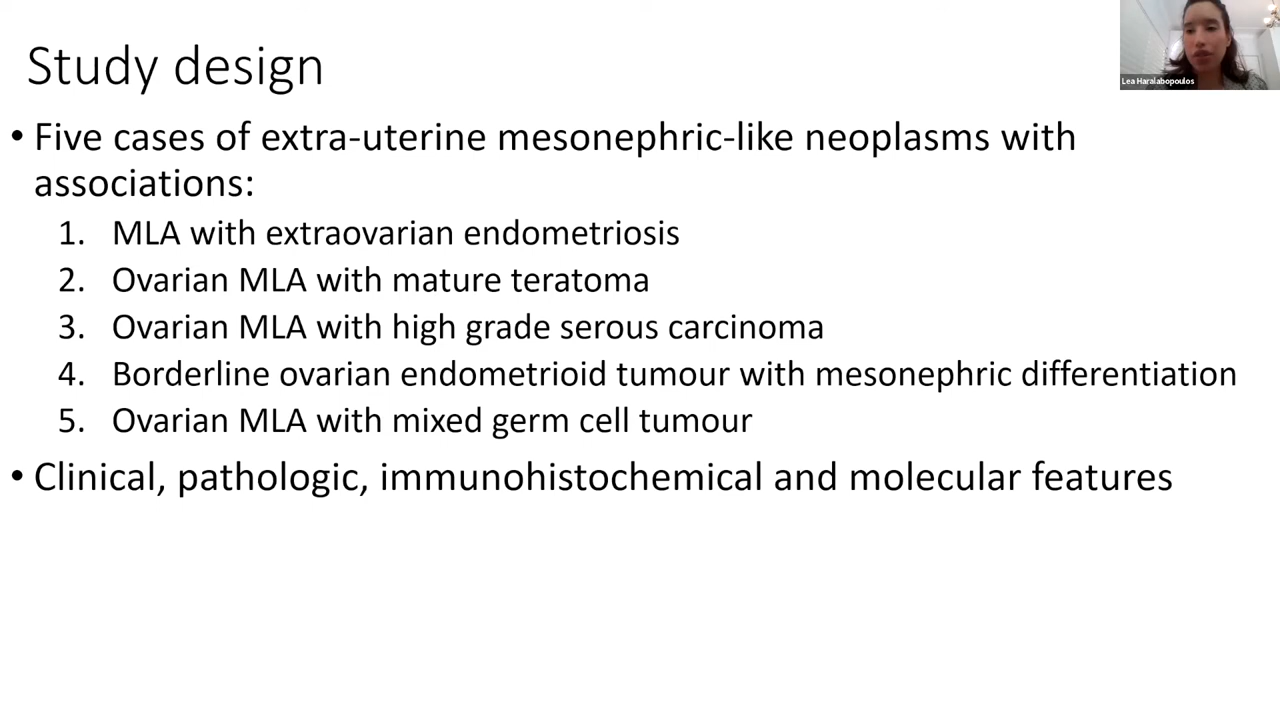 Study design
Lea Haralabopoulos
• Five cases of extra-uterine mesonephric-like neoplasms with
associations:
1. MLA with extraovarian endometriosis
2. Ovarian MLA with mature teratoma
3. Ovarian MLA with high grade serous carcinoma
4. Borderline ovarian endometrioid tumour with mesonephric differentiation
5. Ovarian MLA with mixed germ cell tumour
• Clinical, pathologic, immunohistochemical and molecular features